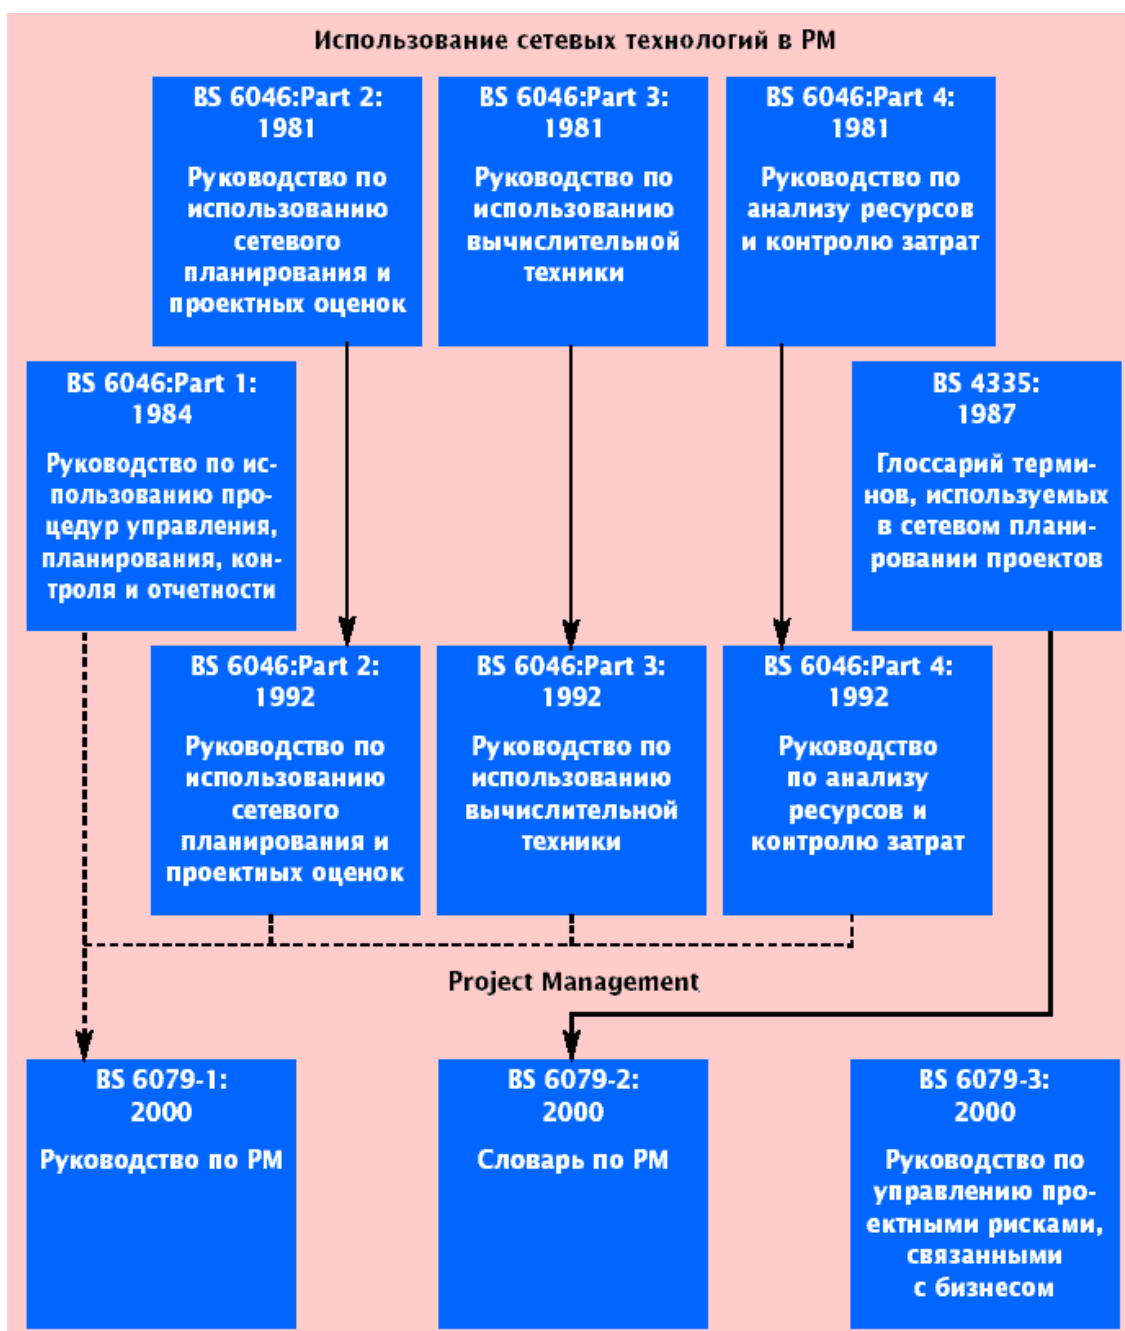 Использование сетевых технологий в PM
BS 6046:Part 2:
1981
Руководство по
использованию
сетевого
планирования и
проектных оценок
BS 6046:Part 3:
1981
Руководство по
использованию
вычислительной
техники
BS 6046:Part 4:
1981
Руководство по
анализу ресурсов
и контролю затрат
BS 6046:Part 1:
1984
Руководство по ис-
пользованию про-
цедур управления,
планирования, кон-
троля и отчетности
BS 4335:
1987
Глоссарий терми-
нов, используемых
в сетевом плани-
ровании проектов
BS 6046:Part 2:
1992
Руководство по
использованию
сетевого
планирования и
проектных оценок
BS 6046:Part 3:
1992
Руководство по
использованию
вычислительной
техники
BS 6046:Part 4:
1992
Руководство
по анализу
ресурсов и
контролю затрат
Project Management
BS 6079-1:
2000
Руководство по PM
BS 6079-2:
2000
Словарь по PM
BS 6079-3:
2000
Руководство по
управлению про-
ектными рисками,
связанными
с бизнесом